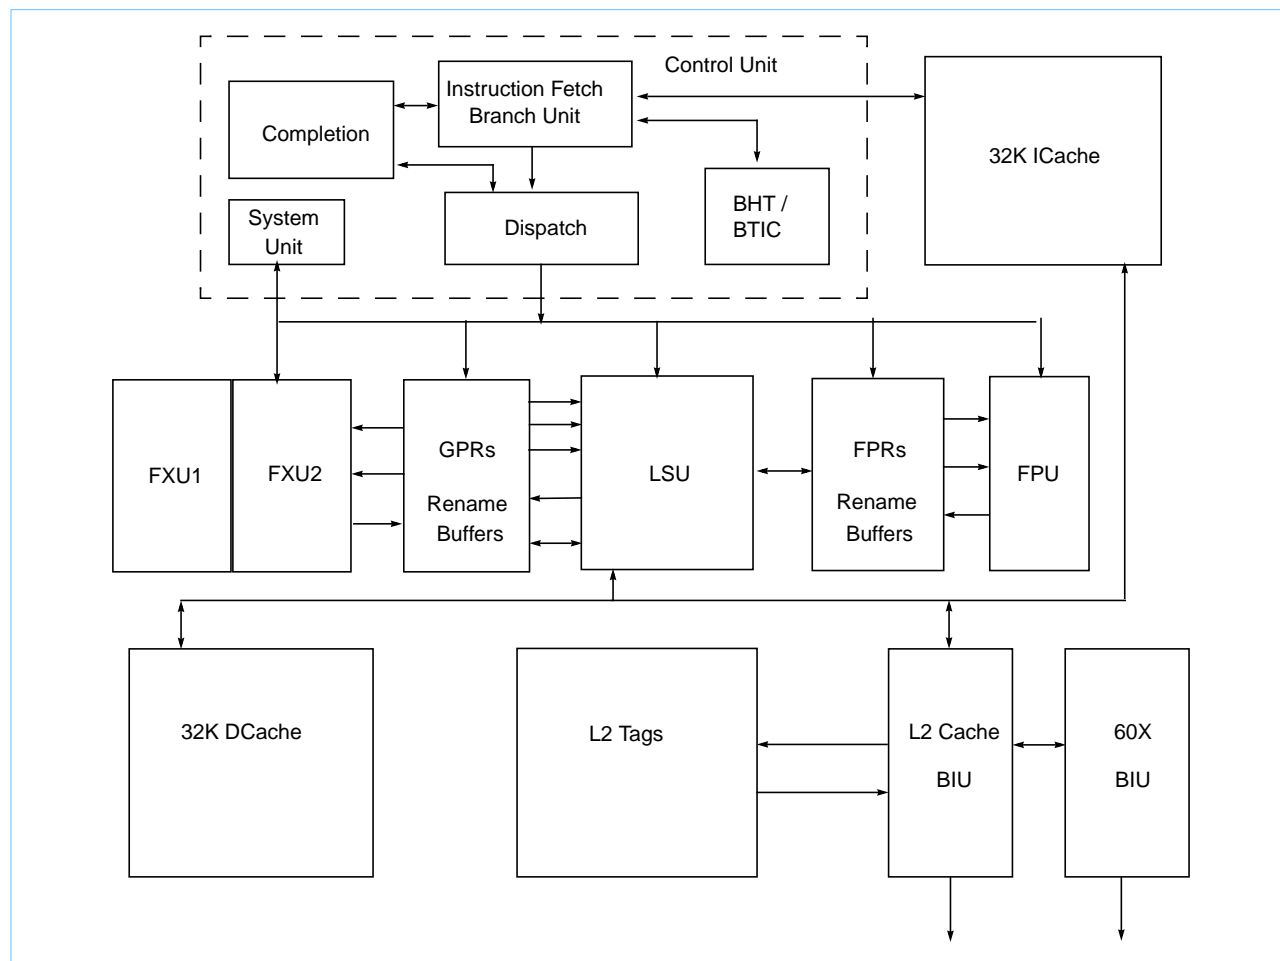 Control Unit
Instruction Fetch
Branch Unit
Completion
32K ICache
System
Unit
Dispatch
BHT /
BTIC
FXU1
FXU2
GPRs
Rename
Buffers
LSU
FPRs
Rename
Buffers
FPU
32K DCache
L2 Tags
L2 Cache
BIU
60X
BIU